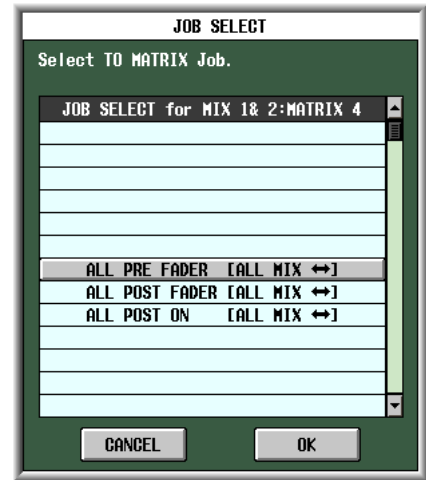 JOB SELECT
Select TO MATRIX Job.
JOB SELECT for MIX 1& 2:MATRIX 4
ALL PRE FADER [ALL MIX ↔]
ALL POST FADER [ALL MIX ↔]
ALL POST ON [ALL MIX ↔]
CANCEL OK